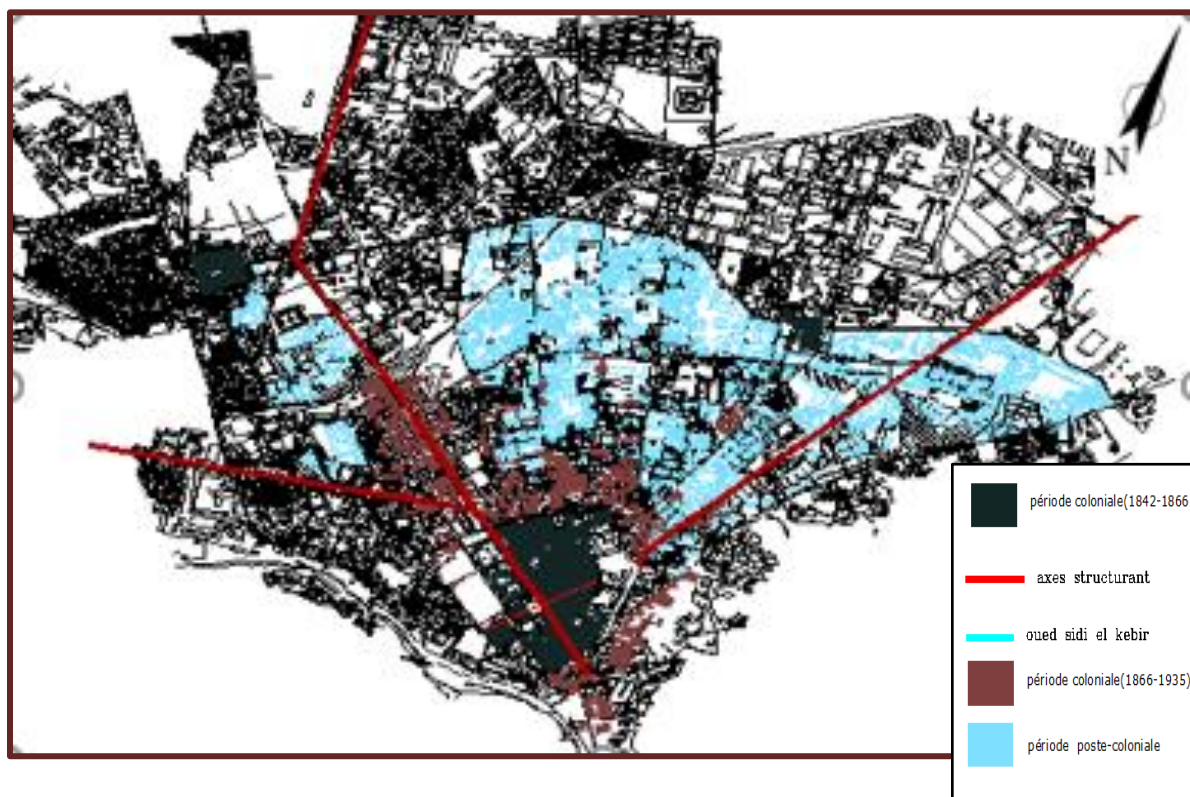 N
période coloniale(1842-1866
axes structurant
oued sidi el kebir
période coloniale(1866-1935)
période poste-coloniale